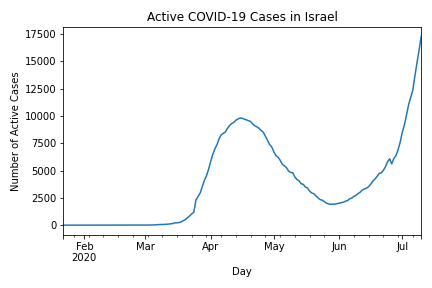 Active COVID-19 Cases in Israel
17500
15000
12500
10000
7500
5000
2500
0
Number of Active Cases
Feb Mar Apr May Jun Jul
2020
Day